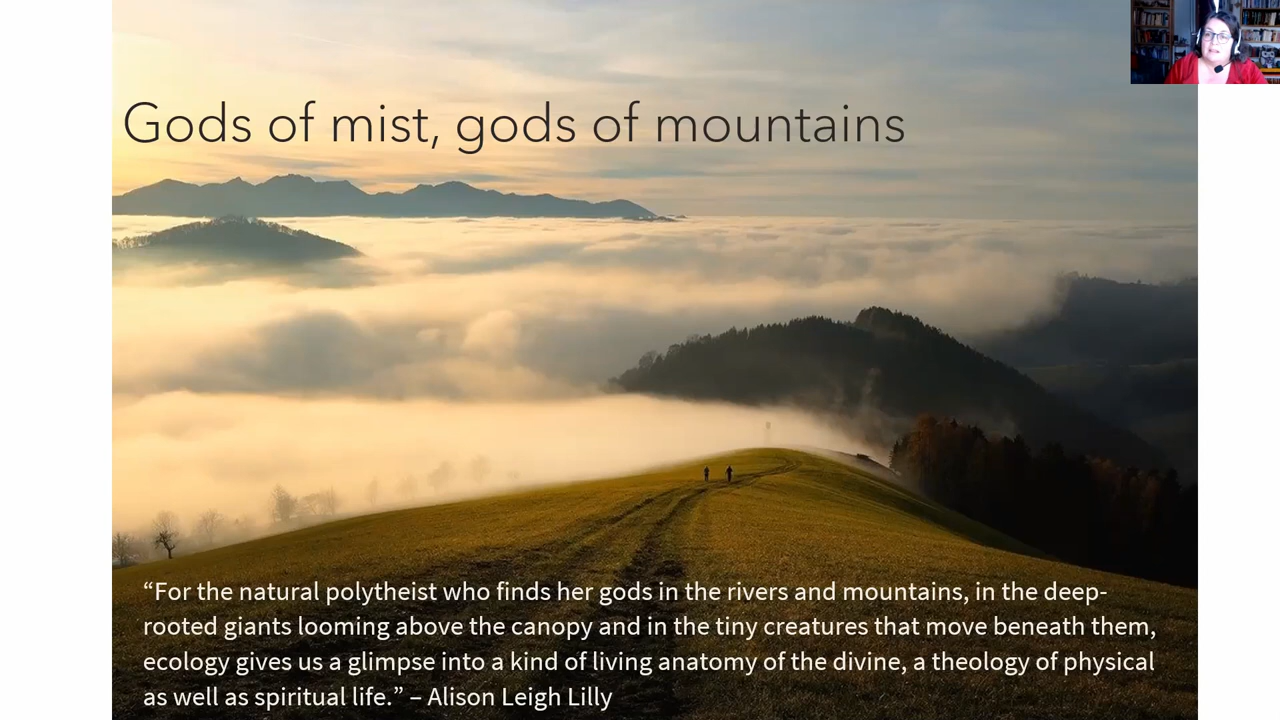 Gods of mist, gods of mountains
“For the natural polytheist who finds her gods in the rivers and mountains, in the deep-
rooted giants looming above the canopy and in the tiny creatures that move beneath them,
ecology gives us a glimpse into a kind of living anatomy of the divine, a theology of physical
as well as spiritual life.” – Alison Leigh Lilly